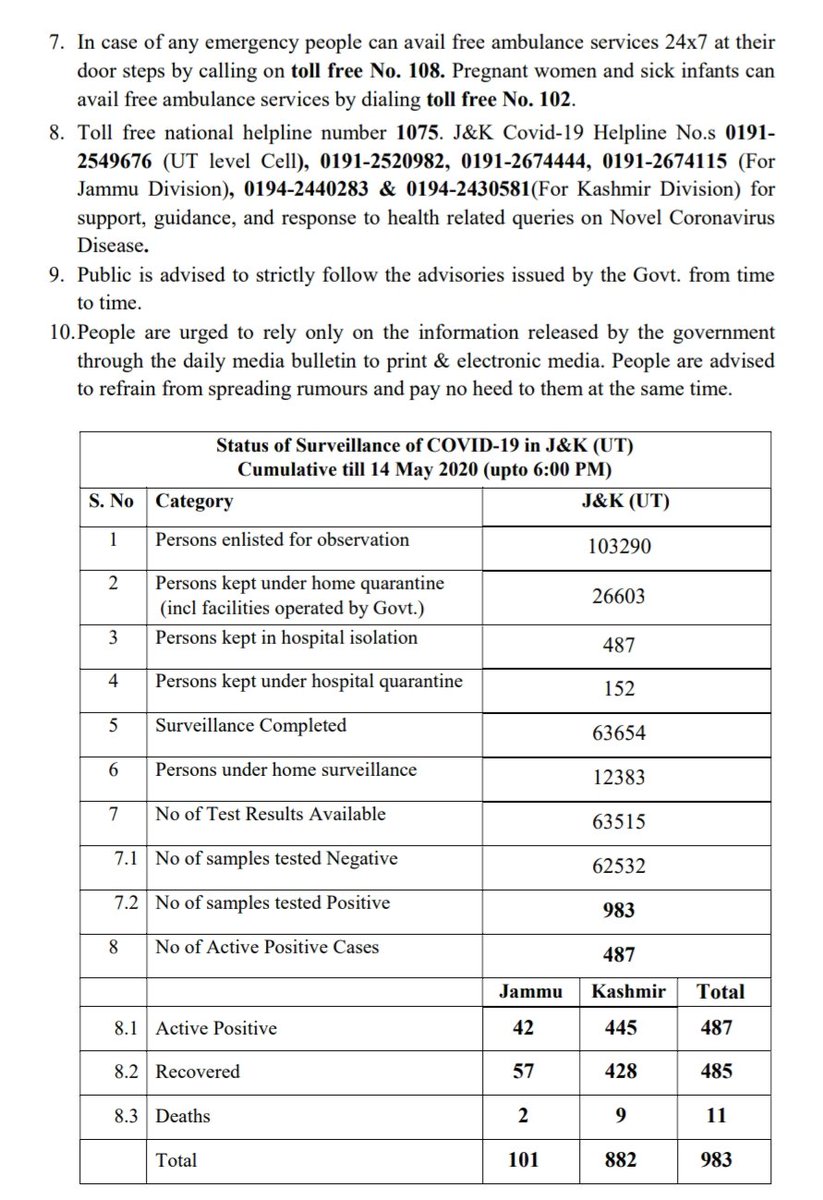 7. In case of any emergency people can avail free ambulance services 24x7 at their
door steps by calling on toll free No. 108. Pregnant women and sick infants can
avail free ambulance services by dialing toll free No. 102.
8. Toll free national helpline number 1075. J&K Covid-19 Helpline No.s 0191-
2549676 (UT level Cell), 0191-2520982, 0191-2674444, 0191-2674115 (For
Jammu Division), 0194-2440283 & 0194-2430581(For Kashmir Division) for
support, guidance, and response to health related queries on Novel Coronavirus
Disease.
9. Public is advised to strictly follow the advisories issued by the Govt. from time
to time.
10.People are urged to rely only on the information released by the government
through the daily media bulletin to print & electronic media. People are advised
to refrain from spreading rumours and pay no heed to them at the same time.
Status of Surveillance of COVID-19 in J&K (UT)
Cumulative till 14 May 2020 (upto 6:00 PM)
S. No Category J&K (UT)
1 Persons enlisted for observation 103290
2 Persons kept under home quarantine
(incl facilities operated by Govt.) 26603
3 Persons kept in hospital isolation 487
4 Persons kept under hospital quarantine 152
5 Surveillance Completed 63654
6 Persons under home surveillance 12383
7 No of Test Results Available 63515
7.1 No of samples tested Negative 62532
7.2 No of samples tested Positive 983
8 No of Active Positive Cases 487
Jammu Kashmir Total
8.1 Active Positive 42 445 487
8.2 Recovered 57 428 485
8.3 Deaths 2 9 11
Total 101 882 983